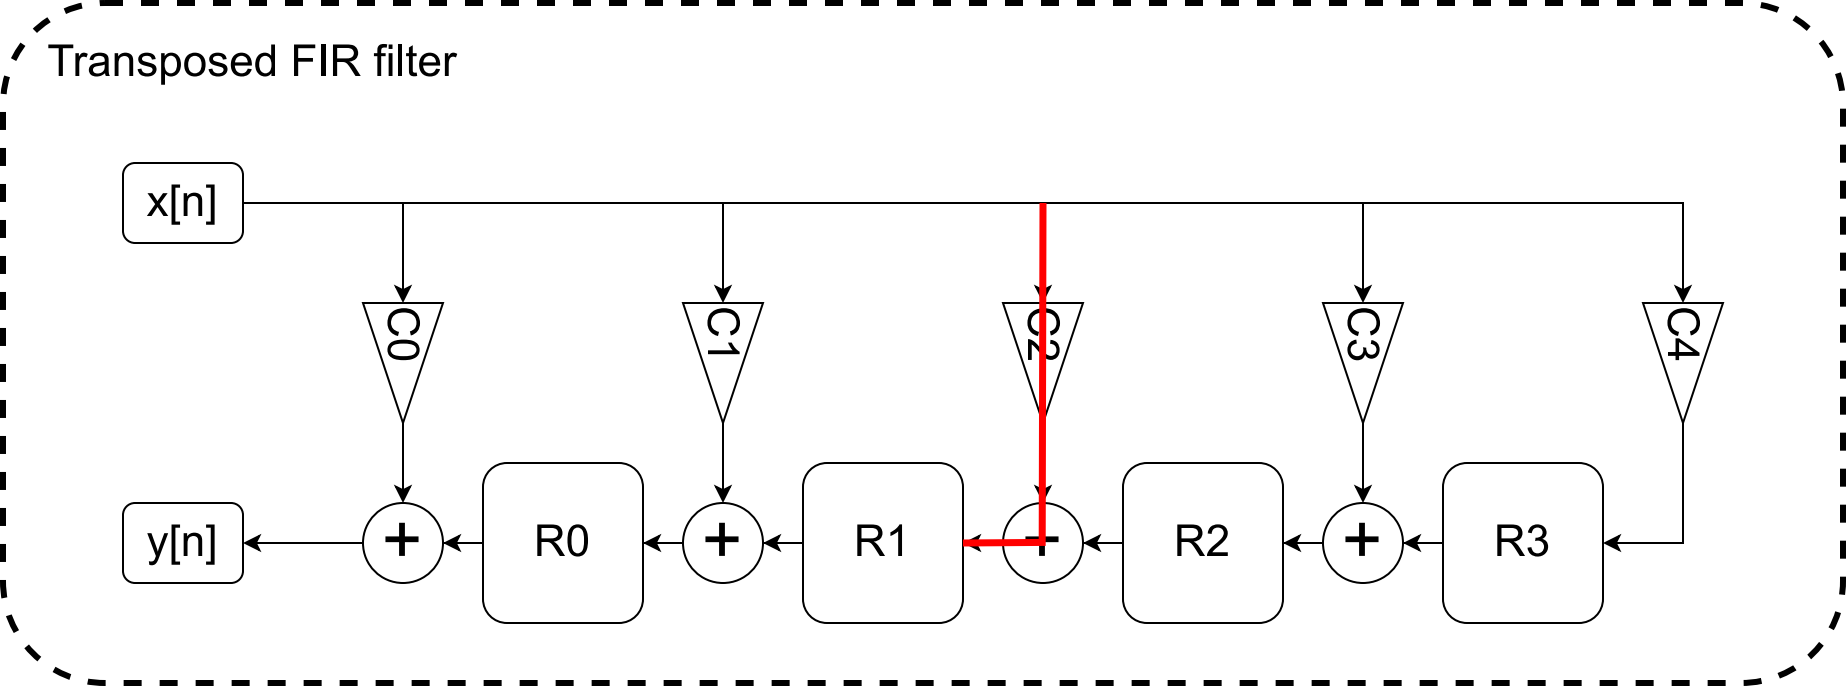 Transposed FIR filter
x[n]
C0
C1
C2
C3
C4
y[n]
+
R0
+
R1
+
R2
+
R3